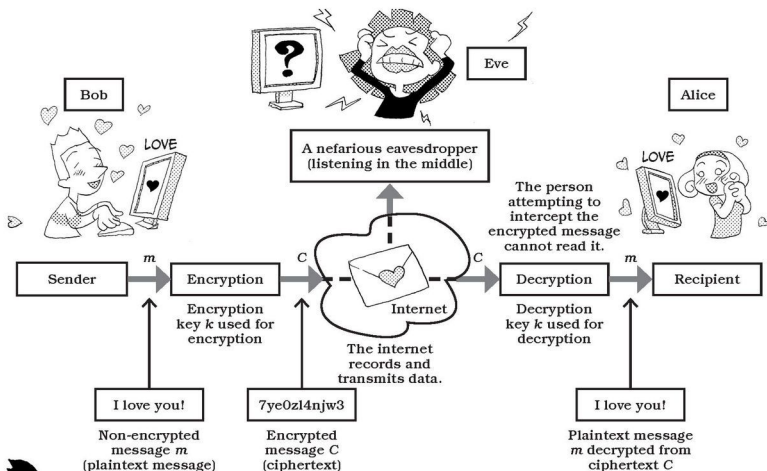 ?
Eve
Bob
Alice
LOVE
LOVE
A nefarious eavesdropper
(listening in the middle)
The person
attempting to
intercept the
encrypted message
cannot read it.
m
C
C
m
Sender
Encryption
Internet
Decryption
Recipient
Encryption
key k used for
encryption
Decryption
key k used for
decryption
The internet
records and
transmits data.
I love you!
7ye0zl4njw3
I love you!
Non-encrypted
message m
(plaintext message)
Encrypted
message C
(ciphertext)
Plaintext message
m decrypted from
ciphertext C